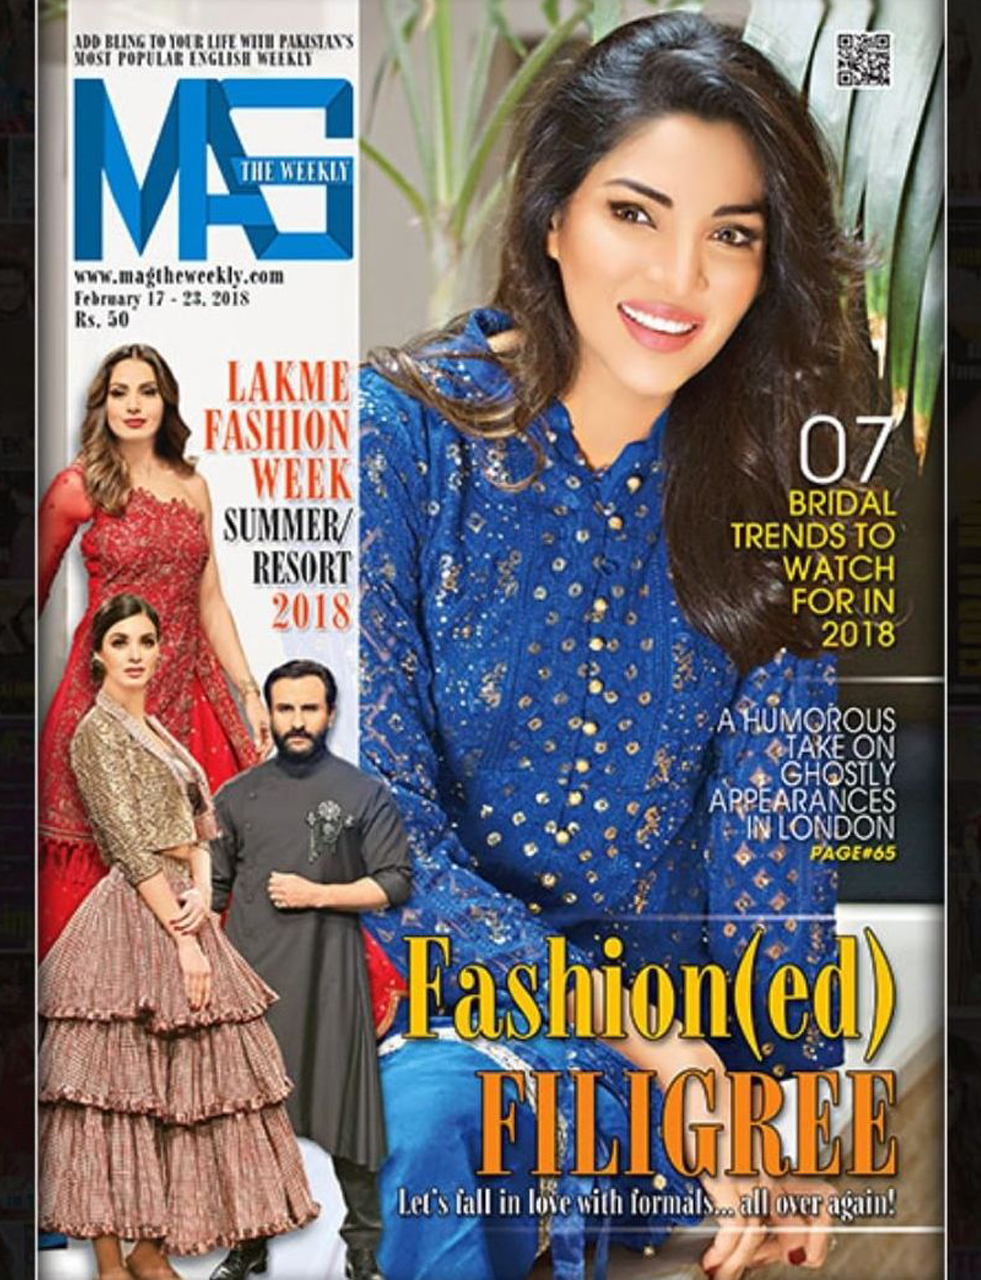 ADD BLING TO YOUR LIFE WITH PAKISTAN'S
MOST POPULAR ENGLISH WEEKLY
MAG
THE WEEKLY
www.magtheweekly.com
February 17 - 23, 2018
Rs. 50
LAKME
FASHION
WEEK
SUMMER/
RESORT
2018
07
BRIDAL
TRENDS TO
WATCH
FOR IN
2018
A HUMOROUS
TAKE ON
GHOSTLY
APPEARANCES
IN LONDON
PAGE#65
Fashion(ed)
FILIGREE
Let's fall in love with formals... all over again!